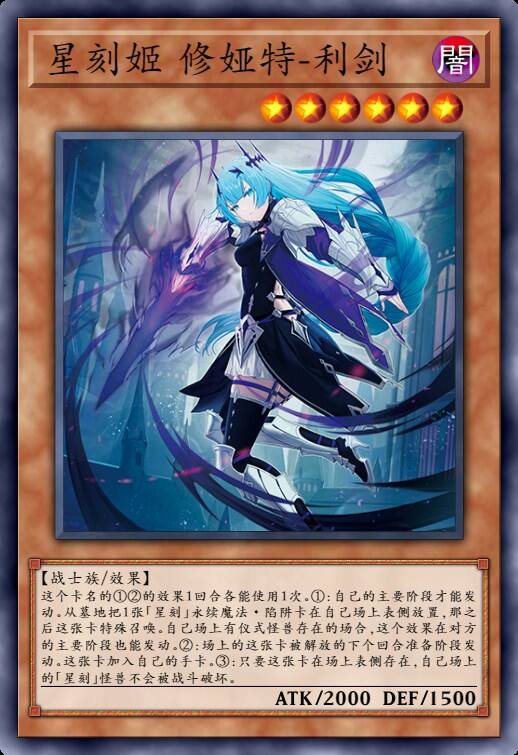 星刻姬 修娅特-利剑
闇
【战士族/效果】
这个卡名的①②的效果1回合各能使用1次。①:自己的主要阶段才能发
动。从墓地把1张「星刻」永续魔法・陷阱卡在自己场上表侧放置,那之
后这张卡特殊召唤。自己场上有仪式怪兽存在的场合,这个效果在对方
的主要阶段也能发动。②:场上的这张卡被解放的下个回合准备阶段发
动。这张卡加入自己的手卡。③:只要这张卡在场上表侧存在,自己场上
的「星刻」怪兽不会被战斗破坏。
ATK/2000 DEF/1500